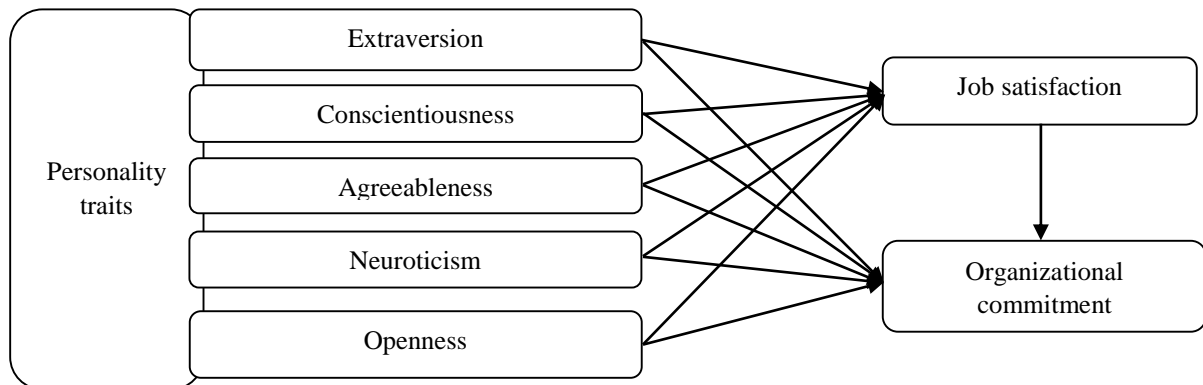 Personality
traits
Extraversion
Conscientiousness
Agreeableness
Neuroticism
Openness
Job satisfaction
Organizational
commitment